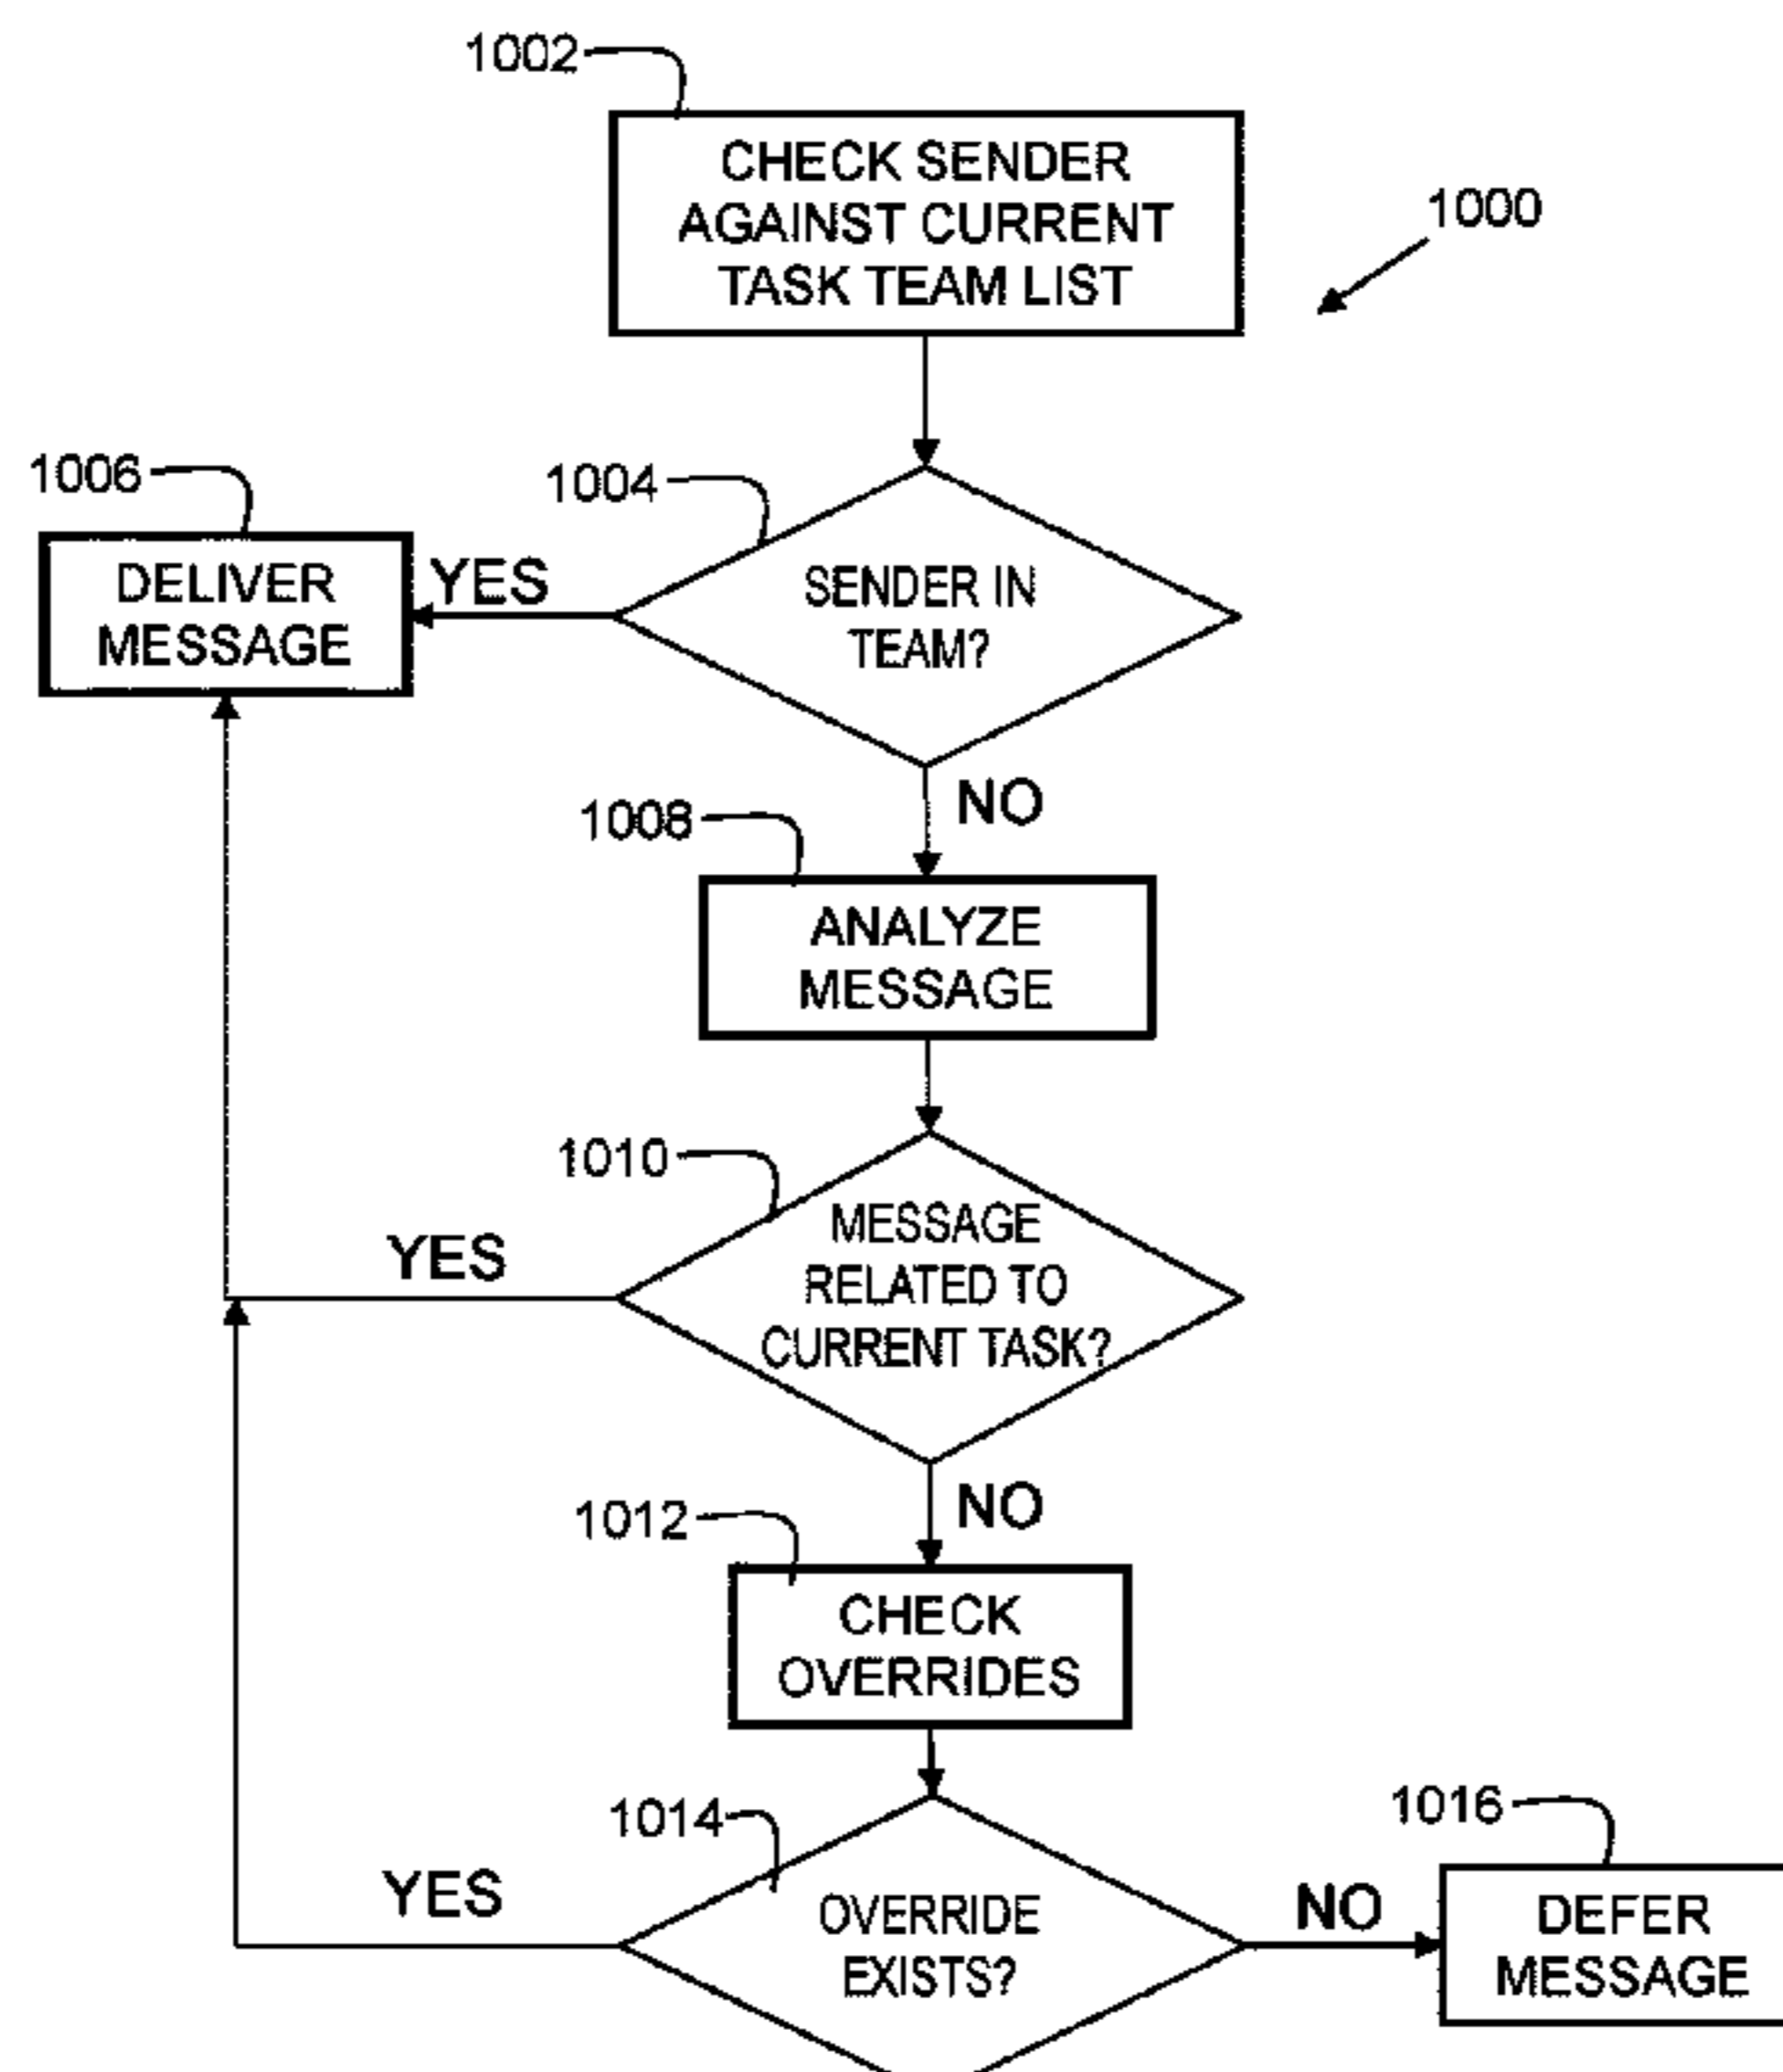 1002
CHECK SENDER
AGAINST CURRENT
TASK TEAM LIST
1000
1006
DELIVER
MESSAGE
YES
1004
SENDER IN
TEAM?
NO
1008
ANALYZE
MESSAGE
1010
MESSAGE
RELATED TO
CURRENT TASK?
YES
NO
1012
CHECK
OVERRIDES
1014
OVERRIDE
EXISTS?
YES
NO
1016
DEFER
MESSAGE